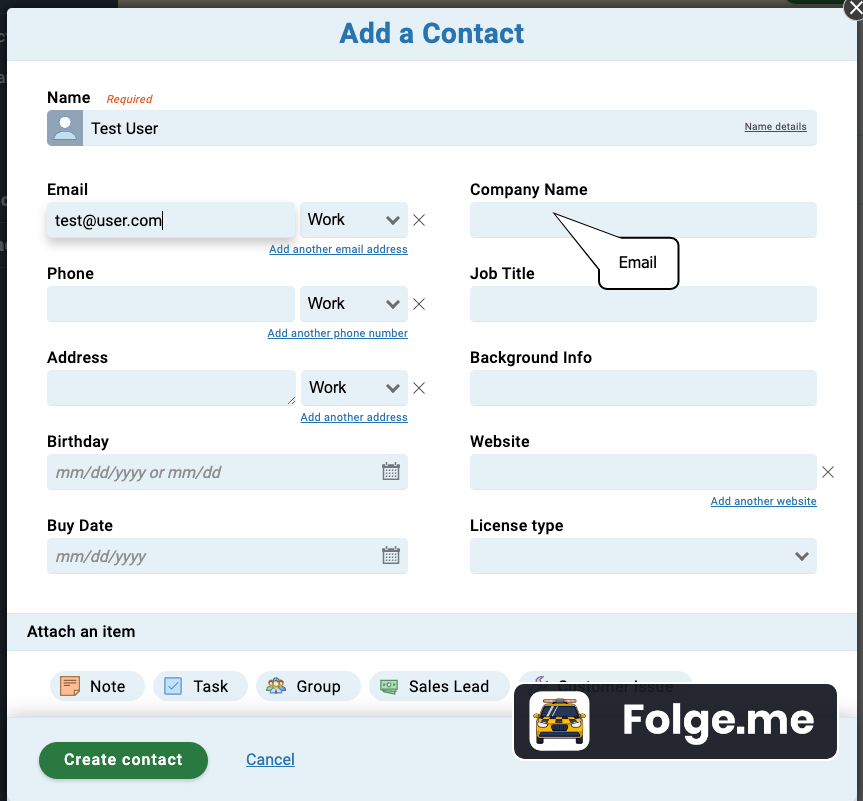 Add a Contact
Name Required
Test User Name details
Email
test@user.com Work
Add another email address
Company Name
Email
Phone
Work
Add another phone number
Job Title
Address
Work
Add another address
Background Info
Birthday
mm/dd/yyyy or mm/dd
Website
Add another website
Buy Date
mm/dd/yyyy
License type
Attach an item
Note Task Group Sales Lead Customer Issue
Folge.me
Create contact Cancel